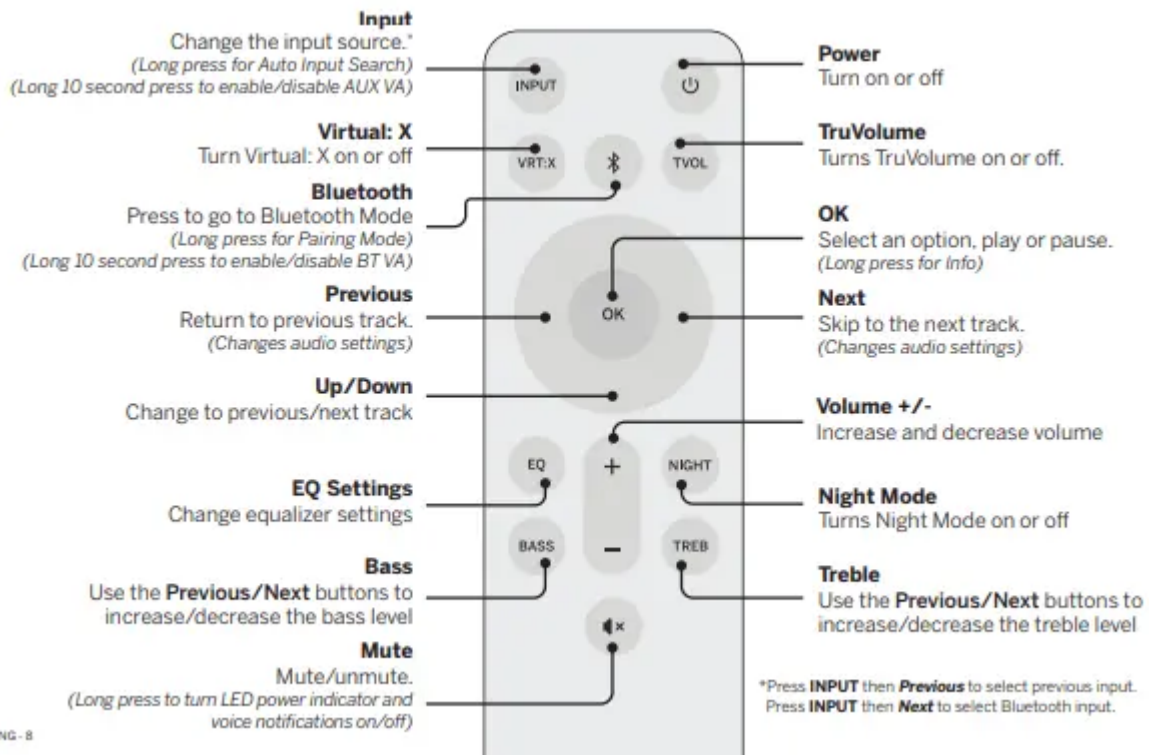 Input
Change the input source.*
(Long press for Auto Input Search)
(Long 10 second press to enable/disable AUX VA)
Virtual: X
Turn Virtual: X on or off
Bluetooth
Press to go to Bluetooth Mode
(Long press for Pairing Mode)
(Long 10 second press to enable/disable BT VA)
Previous
Return to previous track.
(Changes audio settings)
Up/Down
Change to previous/next track
EQ Settings
Change equalizer settings
Bass
Use the Previous/Next buttons to
increase/decrease the bass level
Mute
Mute/unmute.
(Long press to turn LED power indicator and
voice notifications on/off)
INPUT
VRT:X
TVOL
OK
EQ
+
NIGHT
BASS
−
TREB
Power
Turn on or off
TruVolume
Turns TruVolume on or off.
OK
Select an option, play or pause.
(Long press for Info)
Next
Skip to the next track.
(Changes audio settings)
Volume +/-
Increase and decrease volume
Night Mode
Turns Night Mode on or off
Treble
Use the Previous/Next buttons to
increase/decrease the treble level
*Press INPUT then Previous to select previous input.
Press INPUT then Next to select Bluetooth input.
NG - 8